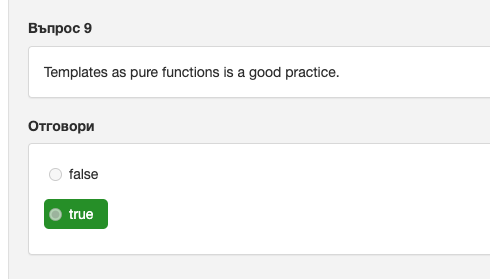 Въпрос 9
Templates as pure functions is a good practice.
Отговори
false
true